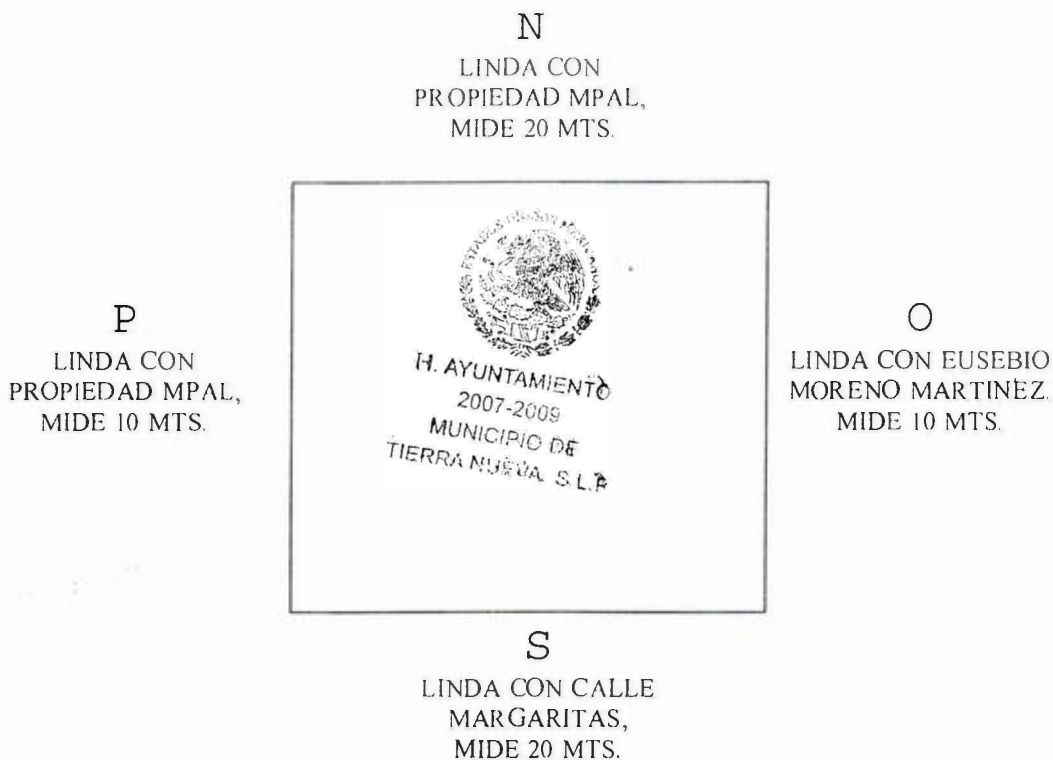 N
LINDA CON
PROPIEDAD MPAL,
MIDE 20 MTS.
P
LINDA CON
PROPIEDAD MPAL,
MIDE 10 MTS.
H. AYUNTAMIENTO
2007-2009
MUNICIPIO DE
TIERRA NUEVA, S.L.P
O
LINDA CON EUSEBIO
MORENO MARTINEZ.
MIDE 10 MTS.
S
LINDA CON CALLE
MARGARITAS,
MIDE 20 MTS.